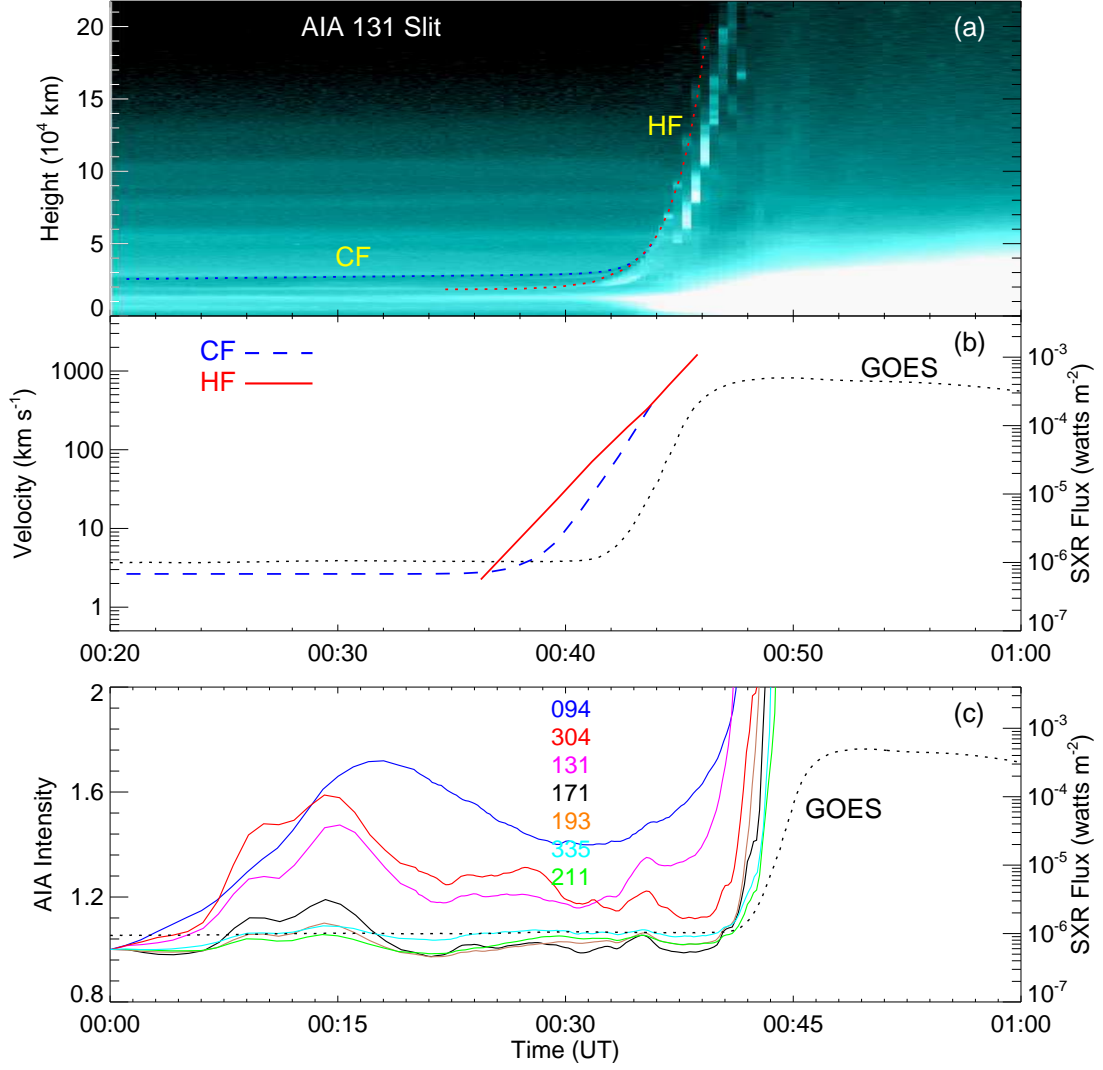 AIA 131 Slit
(a)
HF
CF
Height (10⁴ km)
20
15
10
5
0
CF
HF
(b)
GOES
Velocity (km s⁻¹)
1000
100
10
1
10⁻³
10⁻⁴
10⁻⁵
10⁻⁶
10⁻⁷
SXR Flux (watts m⁻²)
00:20
00:30
00:40
00:50
01:00
(c)
094
304
131
171
193
335
211
GOES
AIA Intensity
2
1.6
1.2
0.8
10⁻³
10⁻⁴
10⁻⁵
10⁻⁶
10⁻⁷
SXR Flux (watts m⁻²)
00:00
00:15
00:30
00:45
01:00
Time (UT)